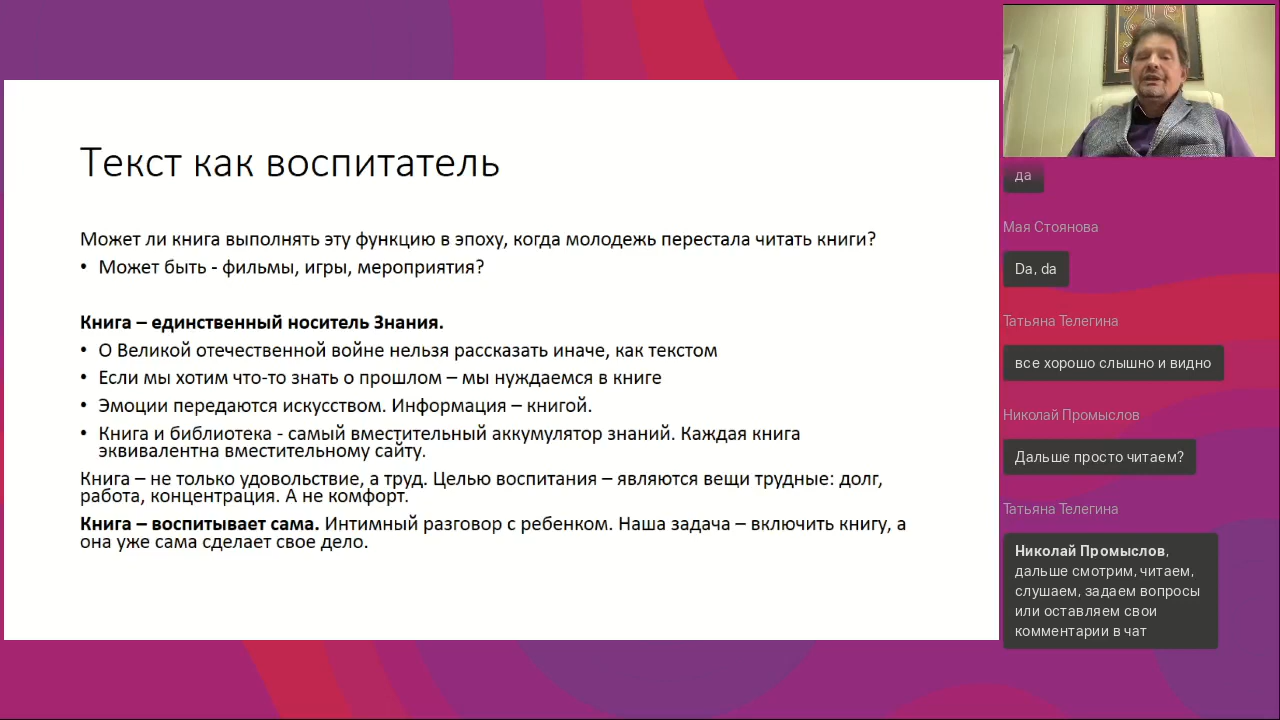 Текст как воспитатель
Может ли книга выполнять эту функцию в эпоху, когда молодежь перестала читать книги?
• Может быть - фильмы, игры, мероприятия?
Книга – единственный носитель Знания.
• О Великой отечественной войне нельзя рассказать иначе, как текстом
• Если мы хотим что-то знать о прошлом – мы нуждаемся в книге
• Эмоции передаются искусством. Информация – книгой.
• Книга и библиотека - самый вместительный аккумулятор знаний. Каждая книга
эквивалентна вместительному сайту.
Книга – не только удовольствие, а труд. Целью воспитания – являются вещи трудные: долг,
работа, концентрация. А не комфорт.
Книга – воспитывает сама. Интимный разговор с ребенком. Наша задача – включить книгу, а
она уже сама сделает свое дело.
да
Мая Стоянова
Da, da
Татьяна Телегина
все хорошо слышно и видно
Николай Промыслов
Дальше просто читаем?
Татьяна Телегина
Николай Промыслов,
дальше смотрим, читаем,
слушаем, задаем вопросы
или оставляем свои
комментарии в чат